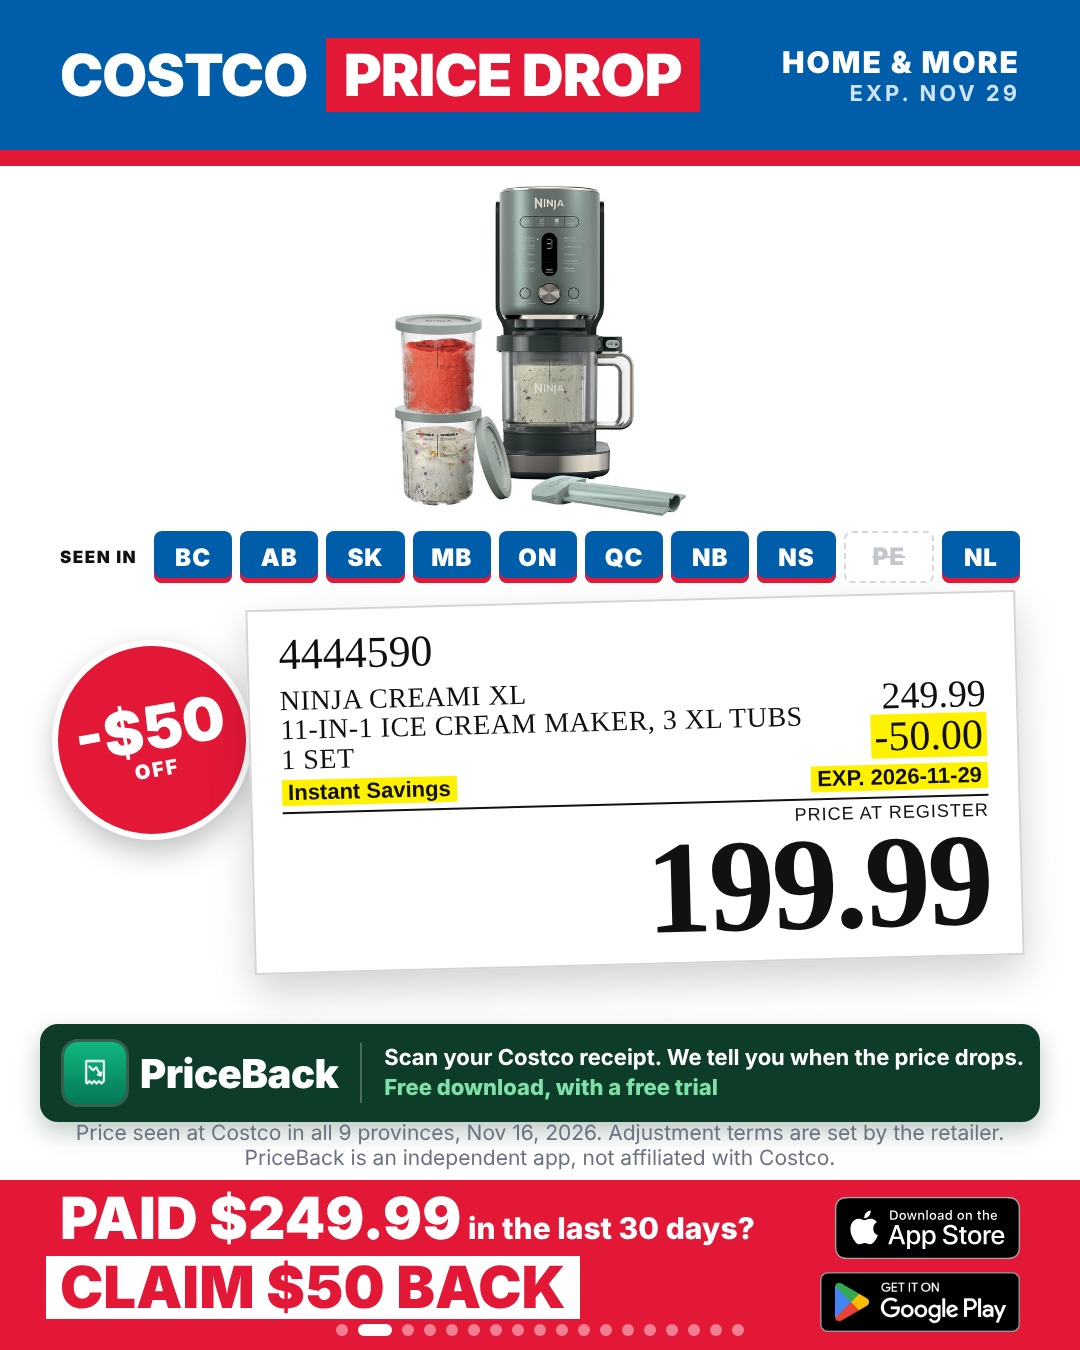 COSTCO PRICE DROP
HOME & MORE
EXP. NOV 29
NINJA
NINJA
SEEN IN BC AB SK MB ON QC NB NS PE NL
4444590
NINJA CREAMI XL
11-IN-1 ICE CREAM MAKER, 3 XL TUBS
1 SET
249.99
-50.00
Instant Savings
EXP. 2026-11-29
PRICE AT REGISTER
199.99
-$50
OFF
PriceBack
Scan your Costco receipt. We tell you when the price drops.
Free download, with a free trial
Price seen at Costco in all 9 provinces, Nov 16, 2026. Adjustment terms are set by the retailer.
PriceBack is an independent app, not affiliated with Costco.
PAID $249.99 in the last 30 days?
CLAIM $50 BACK
Download on the
App Store
GET IT ON
Google Play